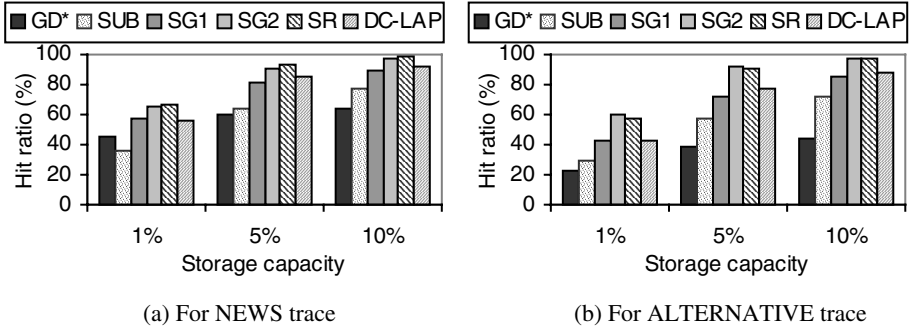 GD* SUB SG1 SG2 SR DC-LAP
Hit ratio (%)
100
80
60
40
20
0
1% 5% 10%
Storage capacity
(a) For NEWS trace
GD* SUB SG1 SG2 SR DC-LAP
Hit ratio (%)
100
80
60
40
20
0
1% 5% 10%
Storage capacity
(b) For ALTERNATIVE trace